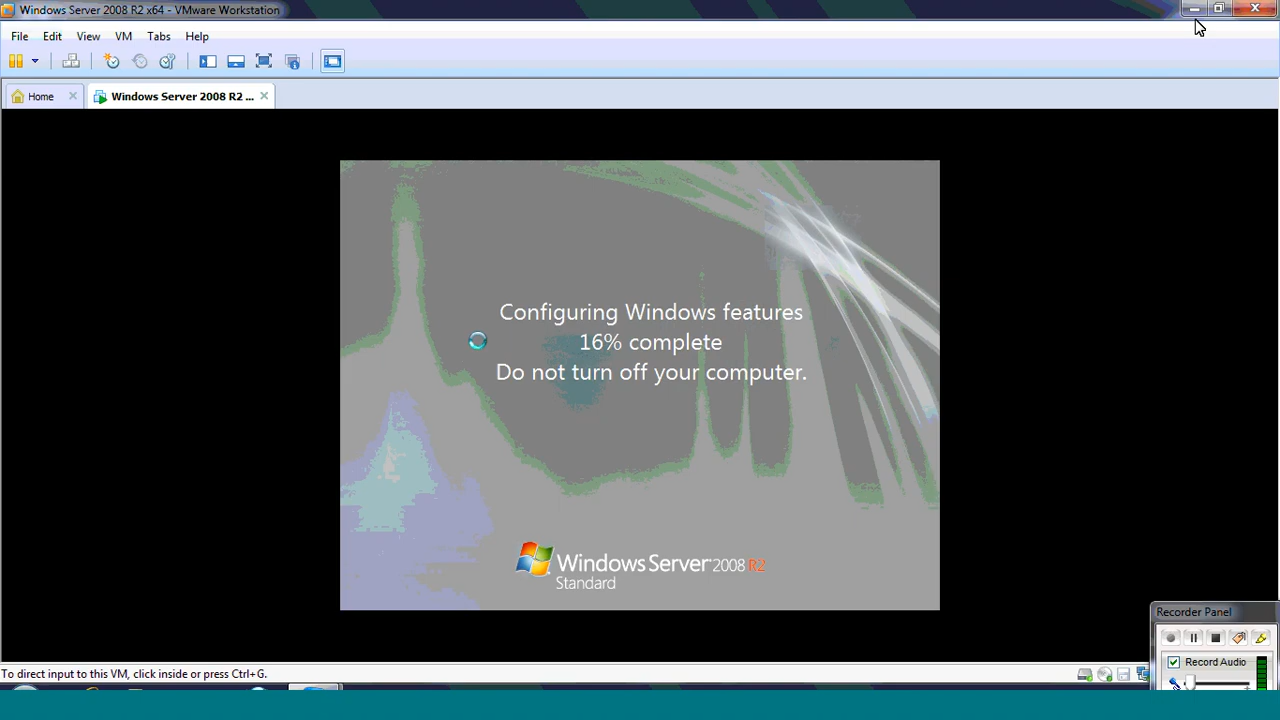 Windows Server 2008 R2 x64 - VMware Workstation
File Edit View VM Tabs Help
Home
Windows Server 2008 R2 ...
Configuring Windows features
16% complete
Do not turn off your computer.
Windows Server 2008 R2
Standard
Recorder Panel
Record Audio
To direct input to this VM, click inside or press Ctrl+G.